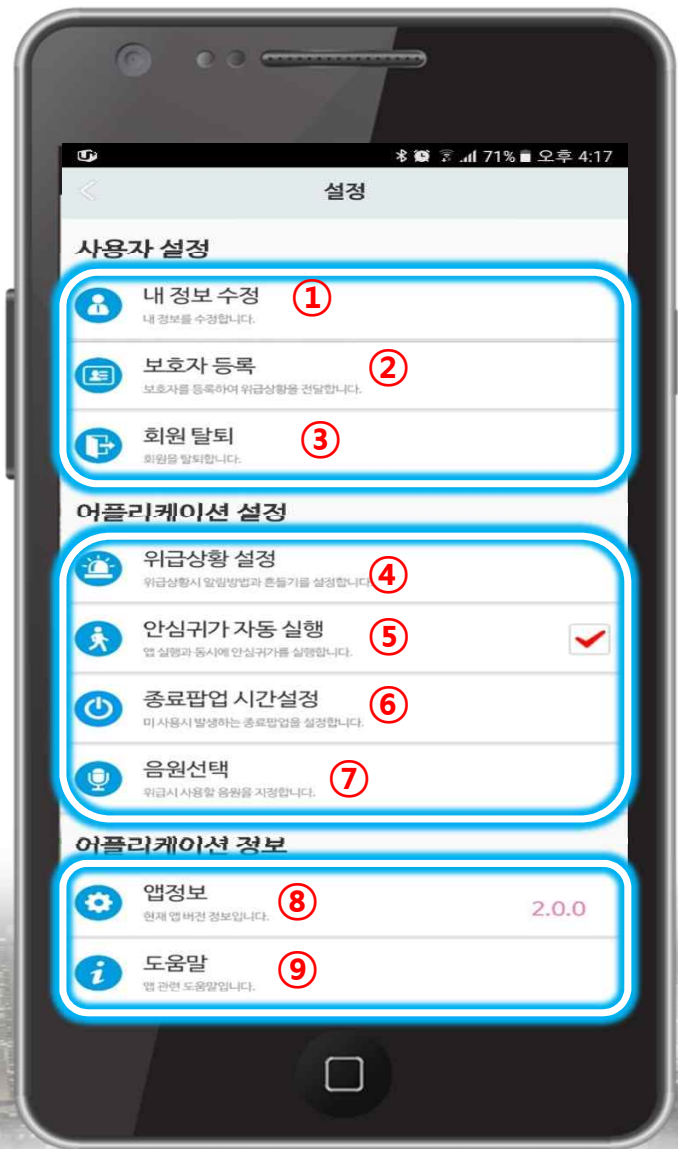 71% 오후 4:17
설정
사용자 설정
내 정보 수정 ①
내 정보를 수정합니다.
보호자 등록 ②
보호자를 등록하여 위급상황을 전달합니다.
회원 탈퇴 ③
회원을 탈퇴합니다.
어플리케이션 설정
위급상황 설정
위급상황시 알림방법과 흔들기를 설정합니다. ④
안심귀가 자동 실행 ⑤
앱 실행과 동시에 안심귀가를 실행합니다.
종료팝업 시간설정 ⑥
미 사용시 발생하는 종료팝업을 설정합니다.
음원선택 ⑦
위급시 사용할 음원을 지정합니다.
어플리케이션 정보
앱정보 ⑧ 2.0.0
현재 앱 버전 정보입니다.
도움말 ⑨
앱 관련 도움말입니다.